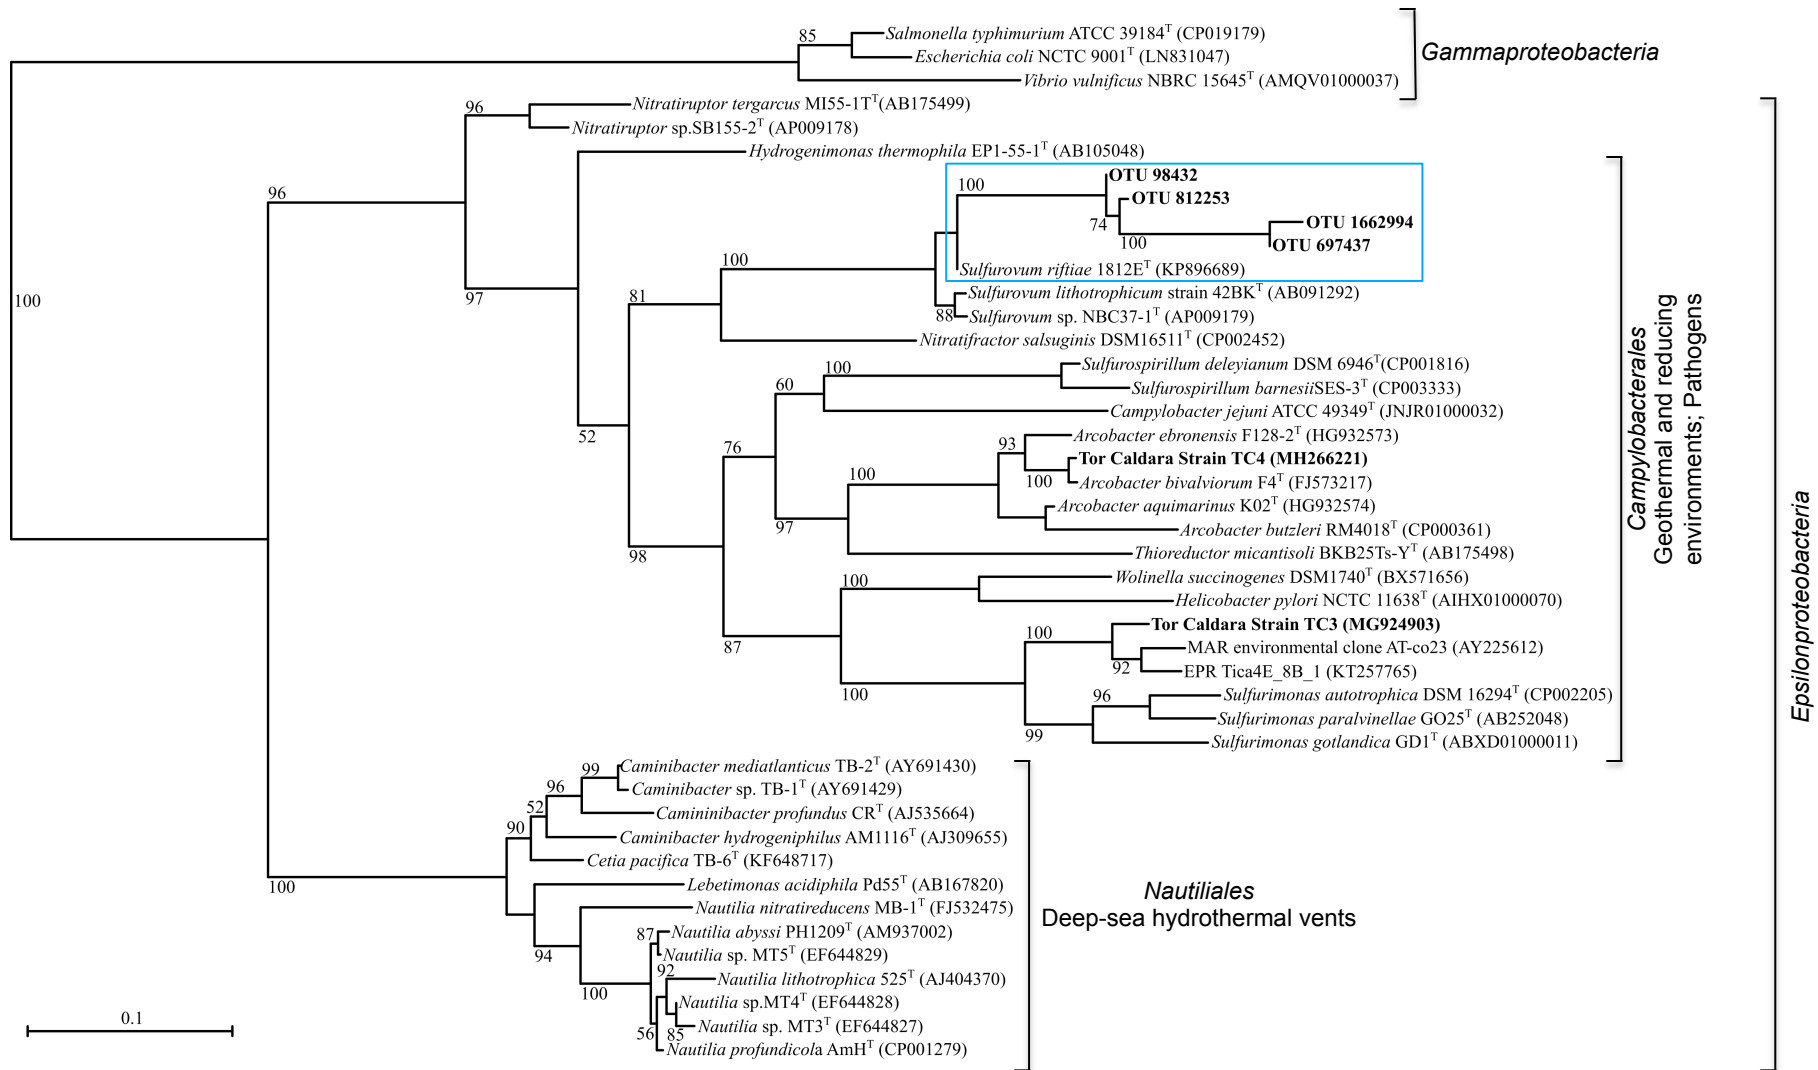 85
Salmonella typhimurium ATCC 39184T (CP019179)
Escherichia coli NCTC 9001T (LN831047)
Vibrio vulnificus NBRC 15645T (AMQV01000037)
Gammaproteobacteria
96
Nitratiruptor tergarcus MI55-1TT(AB175499)
Nitratiruptor sp.SB155-2T (AP009178)
Hydrogenimonas thermophila EP1-55-1T (AB105048)
100
OTU 98432
96
OTU 812253
74
OTU 1662994
100
OTU 697437
100
Sulfurovum riftiae 1812ET (KP896689)
97
81
100
Sulfurovum lithotrophicum strain 42BKT (AB091292)
88
Sulfurovum sp. NBC37-1T (AP009179)
Nitratifractor salsuginis DSM16511T (CP002452)
100
Sulfurospirillum deleyianum DSM 6946T(CP001816)
60
Sulfurospirillum barnesiiSES-3T (CP003333)
Campylobacter jejuni ATCC 49349T (JNJR01000032)
52
76
93
Arcobacter ebronensis F128-2T (HG932573)
Tor Caldara Strain TC4 (MH266221)
100
100
Arcobacter bivalviorum F4T (FJ573217)
Arcobacter aquimarinus K02T (HG932574)
97
Arcobacter butzleri RM4018T (CP000361)
98
Thioreductor micantisoli BKB25Ts-YT (AB175498)
100
Wolinella succinogenes DSM1740T (BX571656)
Helicobacter pylori NCTC 11638T (AIHX01000070)
100
Tor Caldara Strain TC3 (MG924903)
87
MAR environmental clone AT-co23 (AY225612)
92
EPR Tica4E_8B_1 (KT257765)
100
96
Sulfurimonas autotrophica DSM 16294T (CP002205)
Sulfurimonas paralvinellae GO25T (AB252048)
99
Sulfurimonas gotlandica GD1T (ABXD01000011)
Campylobacterales
Geothermal and reducing
environments; Pathogens
Epsilonproteobacteria
99
Caminibacter mediatlanticus TB-2T (AY691430)
96
Caminibacter sp. TB-1T (AY691429)
52
Camininibacter profundus CRT (AJ535664)
90
Caminibacter hydrogeniphilus AM1116T (AJ309655)
Cetia pacifica TB-6T (KF648717)
100
Lebetimonas acidiphila Pd55T (AB167820)
Nautilia nitratireducens MB-1T (FJ532475)
87
Nautilia abyssi PH1209T (AM937002)
94
Nautilia sp. MT5T (EF644829)
92
Nautilia lithotrophica 525T (AJ404370)
100
Nautilia sp.MT4T (EF644828)
56
85
Nautilia sp. MT3T (EF644827)
Nautilia profundicola AmHT (CP001279)
Nautiliales
Deep-sea hydrothermal vents
0.1